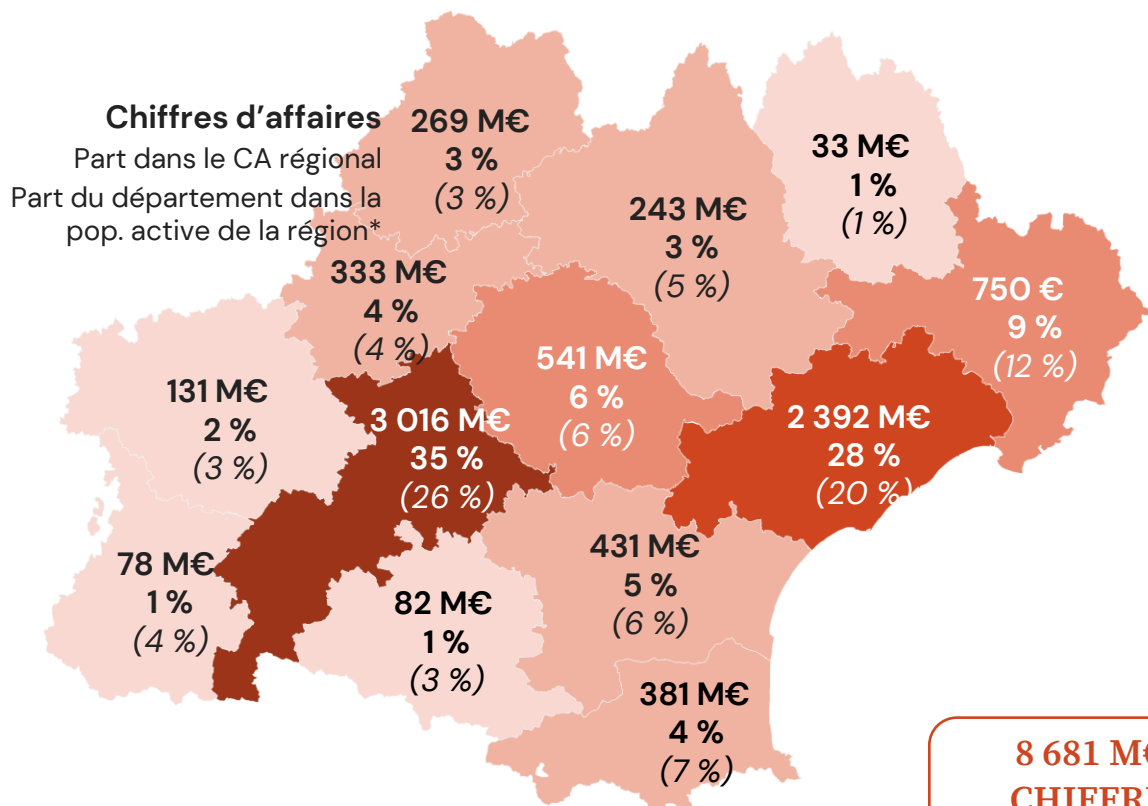 Chiffres d'affaires
Part dans le CA régional
Part du département dans la
pop. active de la région*
269 M€
3 %
(3 %)
33 M€
1 %
(1 %)
243 M€
3 %
(5 %)
333 M€
4 %
(4 %)
750 €
9 %
(12 %)
541 M€
6 %
(6 %)
131 M€
2 %
(3 %)
3 016 M€
35 %
(26 %)
2 392 M€
28 %
(20 %)
431 M€
5 %
(6 %)
78 M€
1 %
(4 %)
82 M€
1 %
(3 %)
381 M€
4 %
(7 %)
8 681 M€
CHIFFR